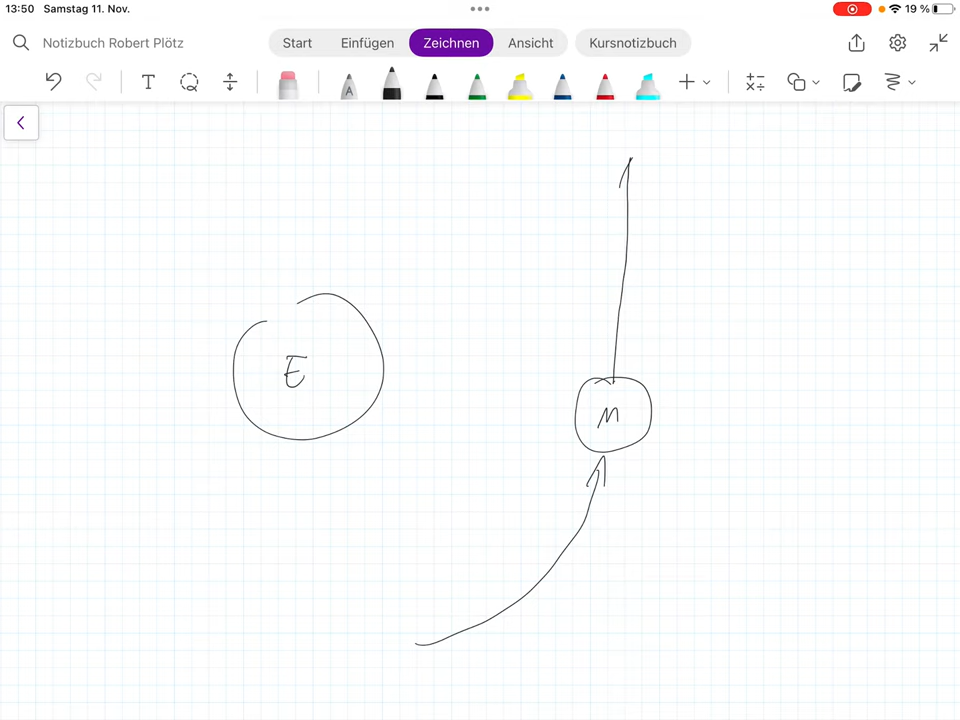 13:50 Samstag 11. Nov. 19 %
Notizbuch Robert Plötz Start Einfügen Zeichnen Ansicht Kursnotizbuch
T A
E
M